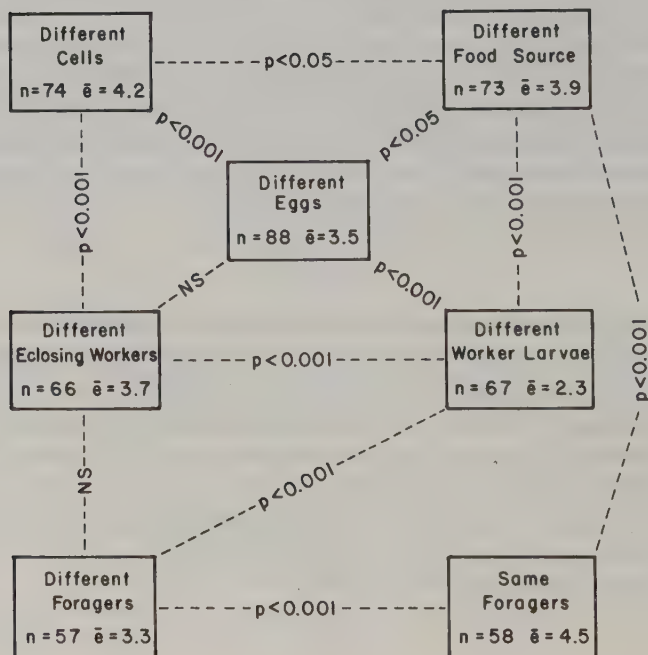 Different
Cells
n=74 ē=4.2
p<0.05
Different
Food Source
n=73 ē=3.9
p<0.001
p<0.05
Different
Eggs
n=88 ē=3.5
p<0.001
p<0.001
NS
p<0.001
p<0.001
Different
Eclosing Workers
n=66 ē=3.7
p<0.001
Different
Worker Larvae
n=67 ē=2.3
NS
p<0.001
Different
Foragers
n=57 ē=3.3
p<0.001
Same
Foragers
n=58 ē=4.5